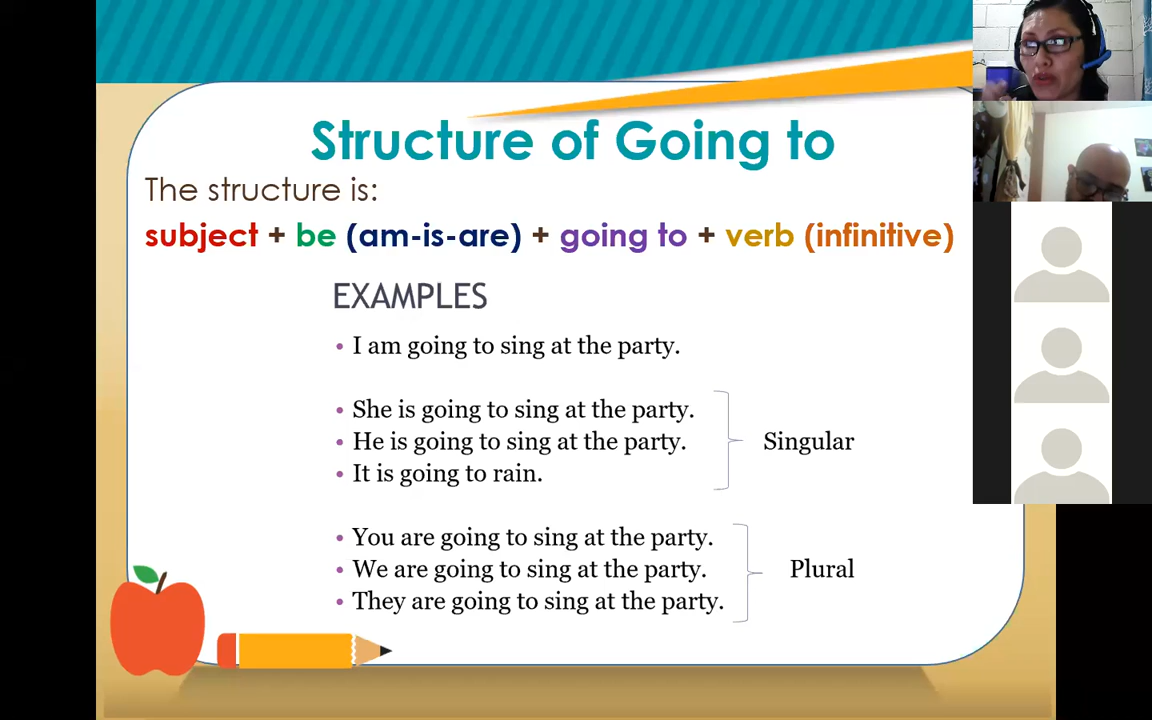 Structure of Going to
The structure is:
subject + be (am-is-are) + going to + verb (infinitive)
EXAMPLES
• I am going to sing at the party.
• She is going to sing at the party.
• He is going to sing at the party.
• It is going to rain.
Singular
• You are going to sing at the party.
• We are going to sing at the party.
• They are going to sing at the party.
Plural